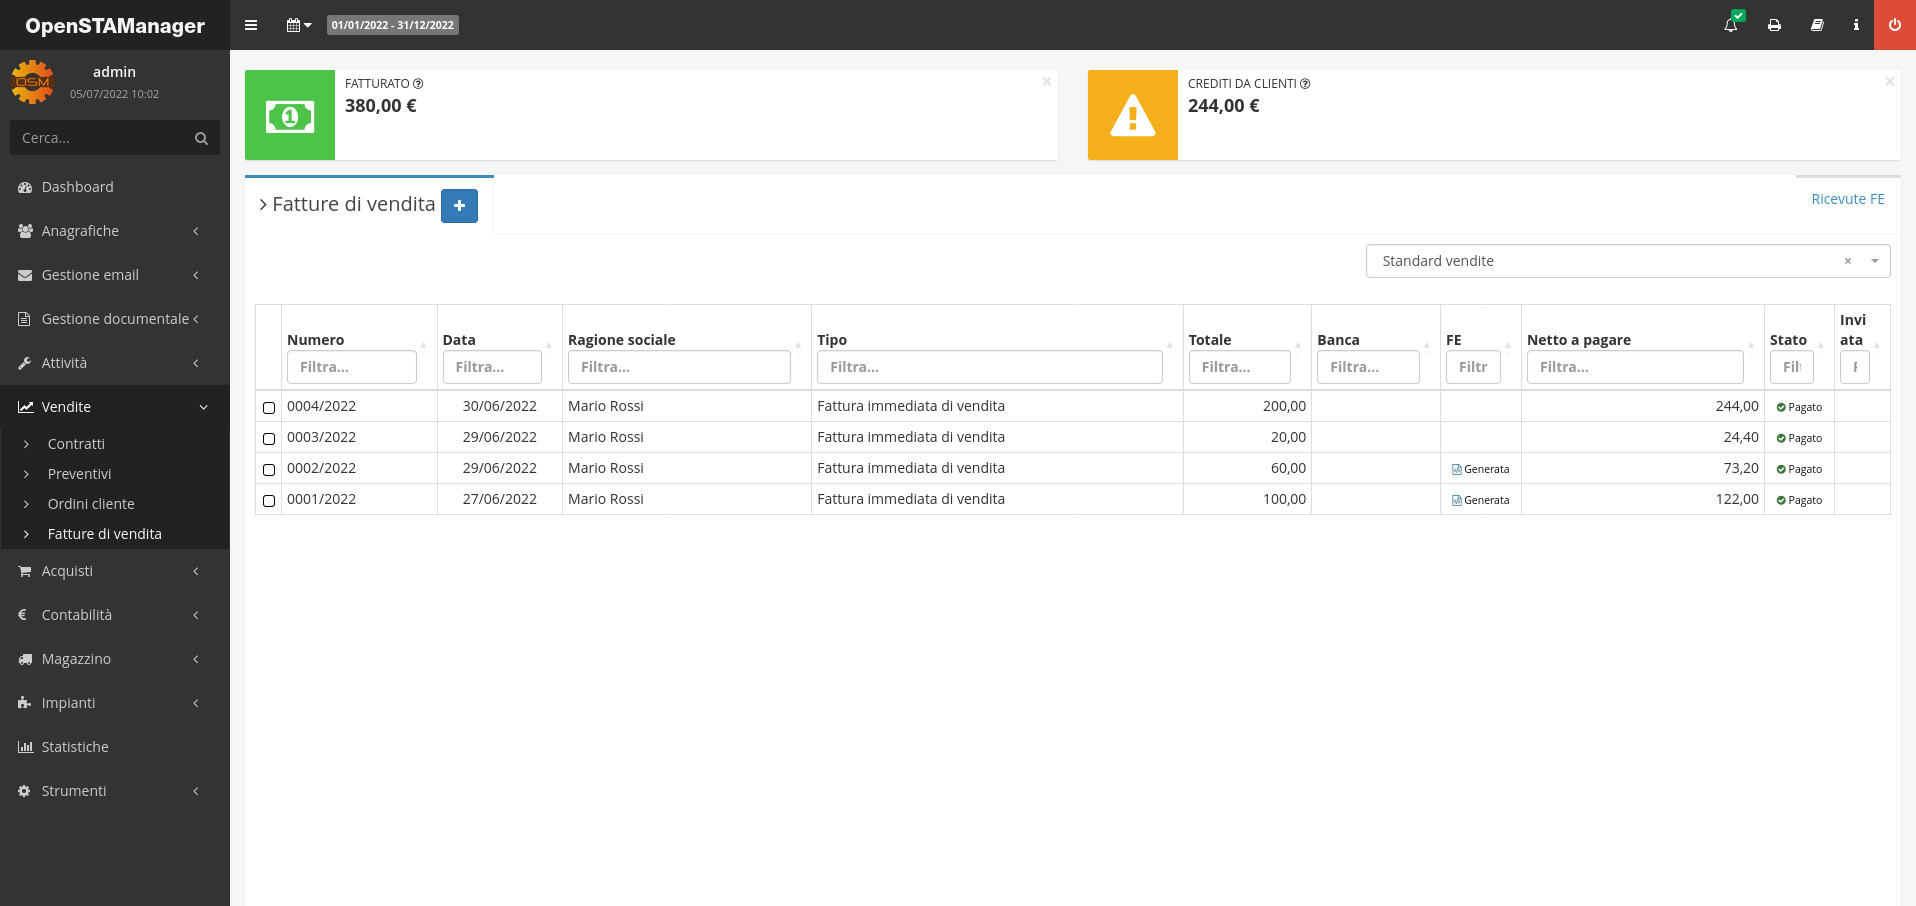 OpenSTAManager
01/01/2022 - 31/12/2022
admin
05/07/2022 10:02
OSM
Cerca...
Dashboard
Anagrafiche
Gestione email
Gestione documentale
Attività
Vendite
Contratti
Preventivi
Ordini cliente
Fatture di vendita
Acquisti
Contabilità
Magazzino
Impianti
Statistiche
Strumenti
FATTURATO
380,00 €
CREDITI DA CLIENTI
244,00 €
Fatture di vendita
Ricevute FE
Standard vendite
Numero Data Ragione sociale Tipo Totale Banca FE Netto a pagare Stato Invi
ata
Filtra... Filtra... Filtra... Filtra... Filtra... Filtra... Filtr Filtra... Filt F
0004/2022 30/06/2022 Mario Rossi Fattura immediata di vendita 200,00 244,00 Pagato
0003/2022 29/06/2022 Mario Rossi Fattura immediata di vendita 20,00 24,40 Pagato
0002/2022 29/06/2022 Mario Rossi Fattura immediata di vendita 60,00 Generata 73,20 Pagato
0001/2022 27/06/2022 Mario Rossi Fattura immediata di vendita 100,00 Generata 122,00 Pagato